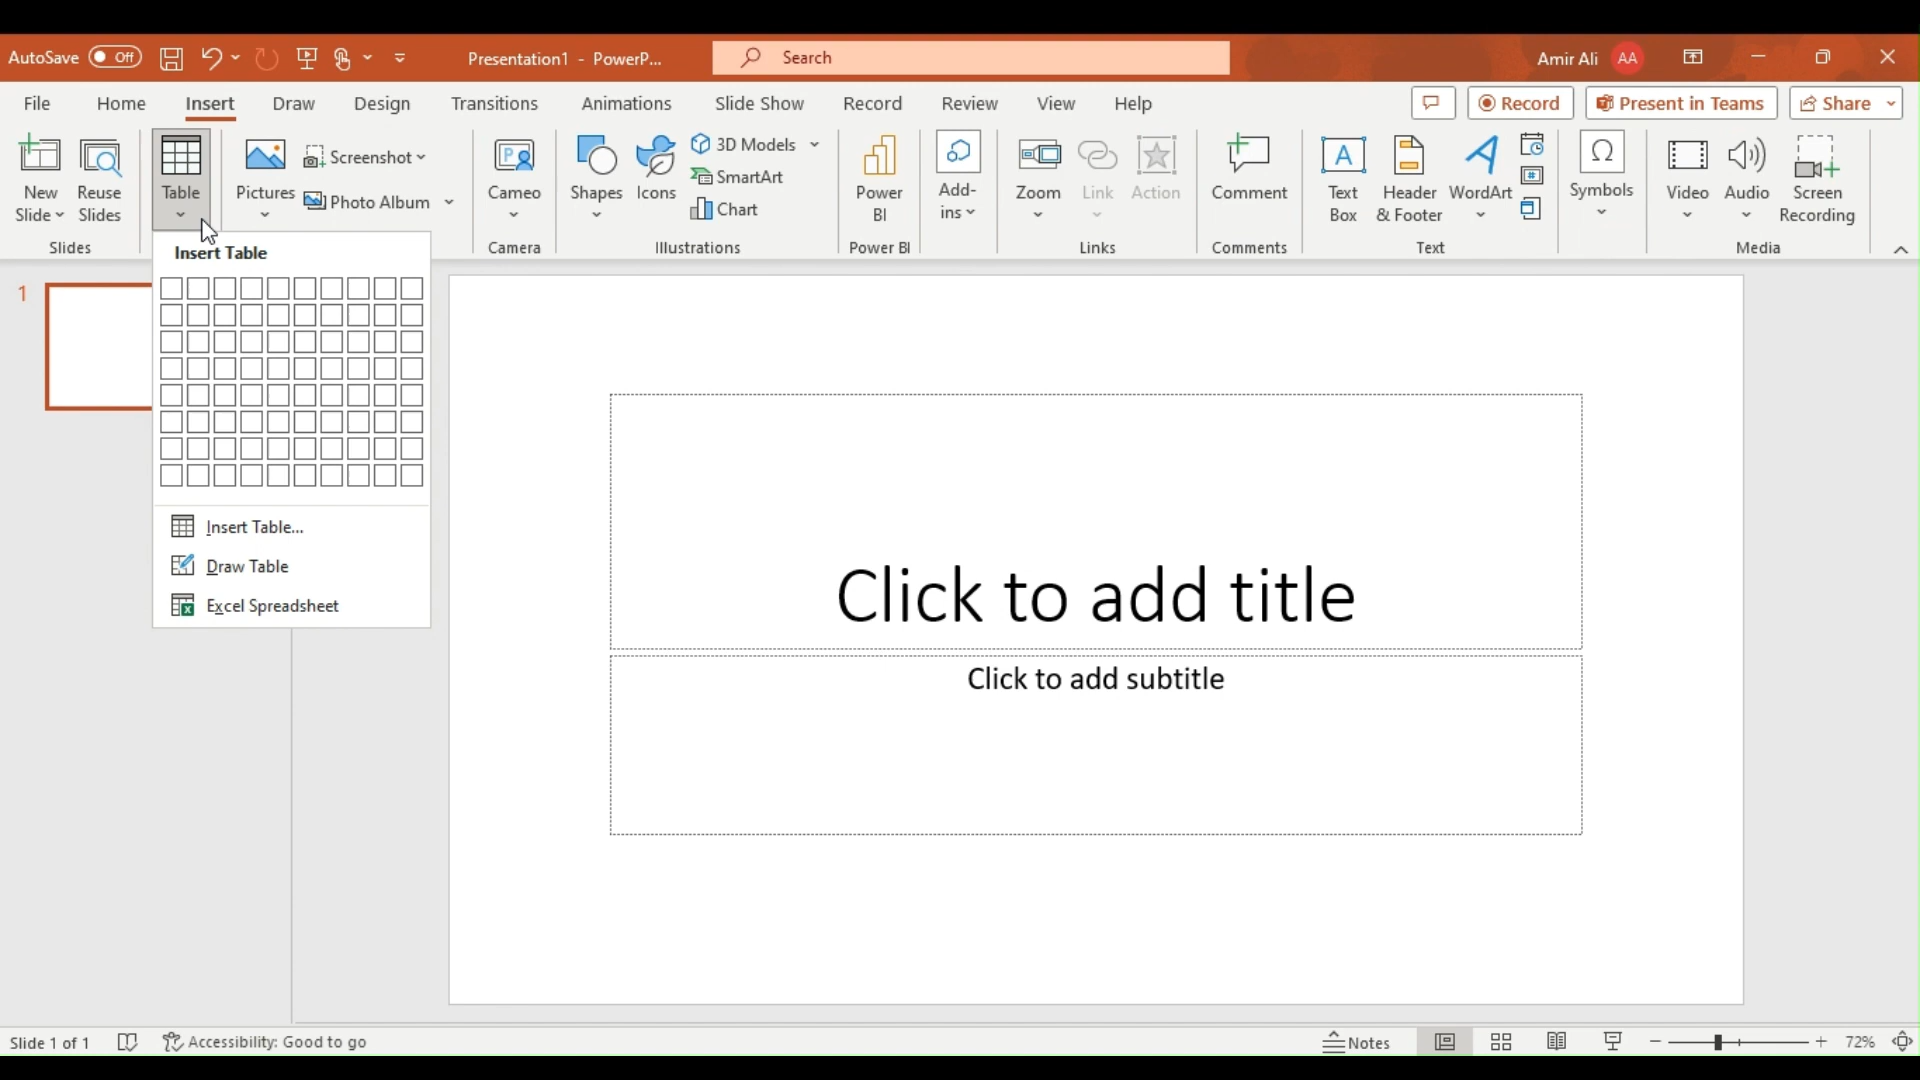 AutoSave Off Presentation1 - PowerP... Search Amir Ali AA
File Home Insert Draw Design Transitions Animations Slide Show Record Review View Help Record Present in Teams Share
New Slide
Reuse Slides
Table
Pictures
Screenshot
Photo Album
Cameo
Shapes
Icons
3D Models
SmartArt
Chart
Power BI
Add-ins
Zoom
Link
Action
Comment
Text Box
Header & Footer
WordArt
Symbols
Video
Audio
Screen Recording
Slides Camera Illustrations Power BI Links Comments Text Media
Insert Table
1
Insert Table...
Draw Table
Excel Spreadsheet
Click to add title
Click to add subtitle
Slide 1 of 1 Accessibility: Good to go Notes 72%